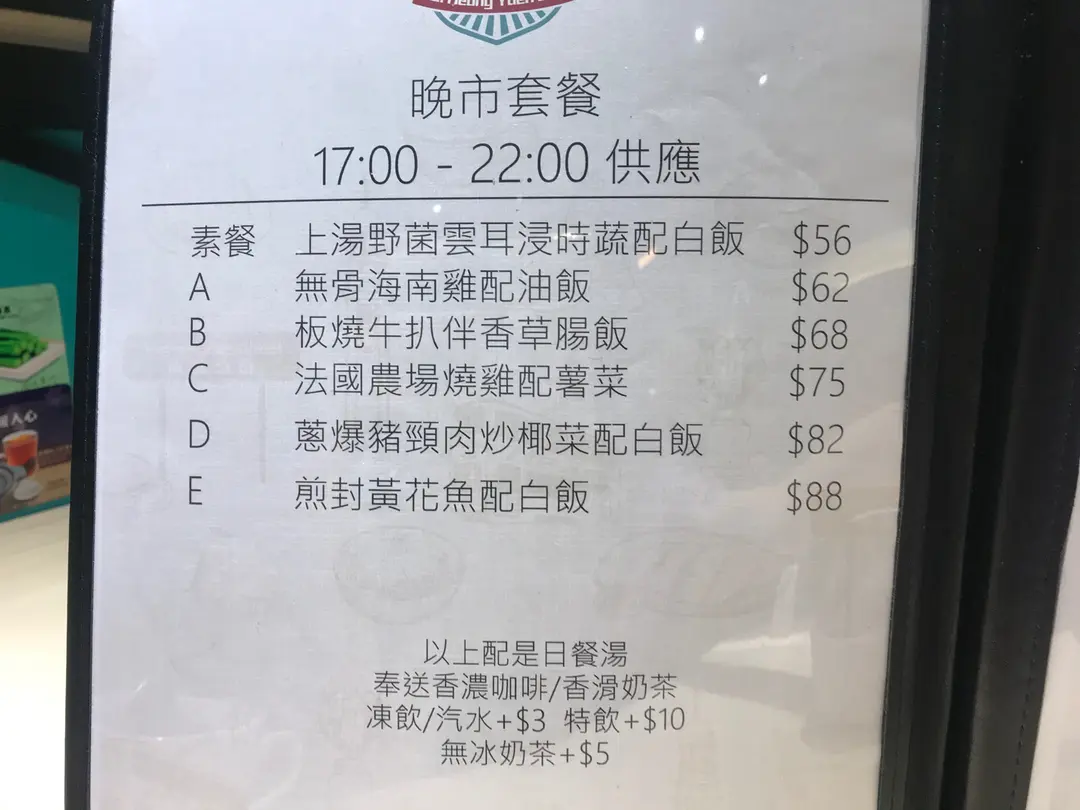 晚市套餐
17:00 - 22:00 供應
素餐 上湯野菌雲耳浸時蔬配白飯 $56
A 無骨海南雞配油飯 $62
B 板燒牛扒伴香草腸飯 $68
C 法國農場燒雞配薯菜 $75
D 蔥爆豬頸肉炒椰菜配白飯 $82
E 煎封黃花魚配白飯 $88
以上配是日餐湯
奉送香濃咖啡/香滑奶茶
凍飲/汽水+$3 特飲+$10
無冰奶茶+$5
人心